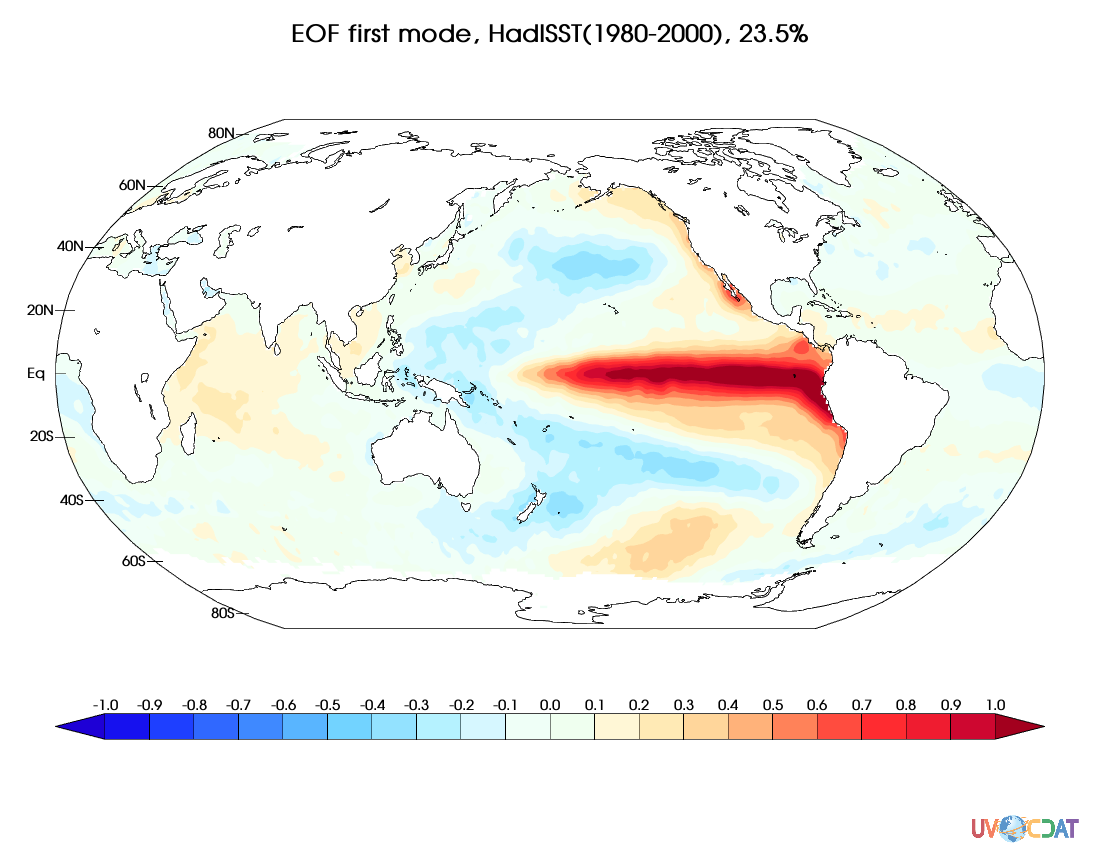 EOF first mode, HadISST(1980-2000), 23.5%
80N
60N
40N
20N
Eq
20S
40S
60S
80S
-1.0 -0.9 -0.8 -0.7 -0.6 -0.5 -0.4 -0.3 -0.2 -0.1 0.0 0.1 0.2 0.3 0.4 0.5 0.6 0.7 0.8 0.9 1.0
UVCDAT